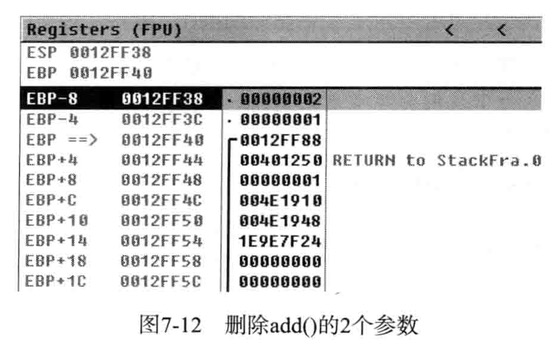 Registers (FPU) < <
ESP 0012FF38
EBP 0012FF40
EBP-8 0012FF38 · 00000002
EBP-4 0012FF3C · 00000001
EBP ==> 0012FF40 0012FF88
EBP+4 0012FF44 00401250 RETURN to StackFra.0
EBP+8 0012FF48 00000001
EBP+C 0012FF4C 004E1910
EBP+10 0012FF50 004E1948
EBP+14 0012FF54 1E9E7F24
EBP+18 0012FF58 00000000
EBP+1C 0012FF5C 00000000
图7-12 删除add()的2个参数